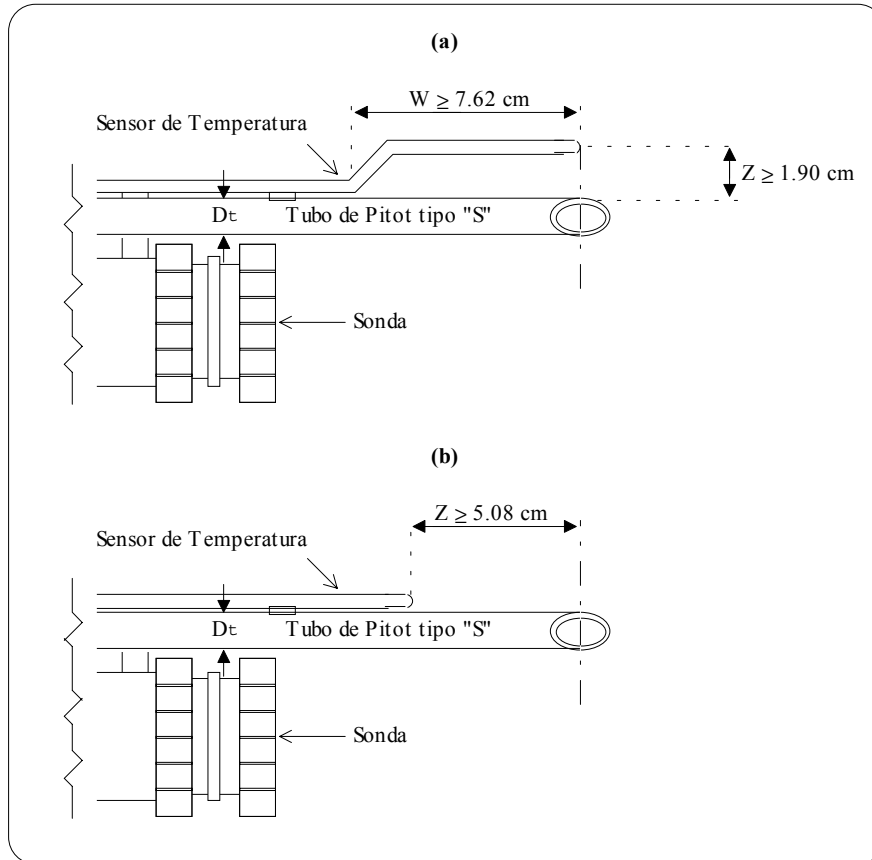 (a)
W ≥ 7.62 cm
Sensor de Temperatura
Z ≥ 1.90 cm
Dt
Tubo de Pitot tipo "S"
Sonda
(b)
Z ≥ 5.08 cm
Sensor de Temperatura
Dt
Tubo de Pitot tipo "S"
Sonda